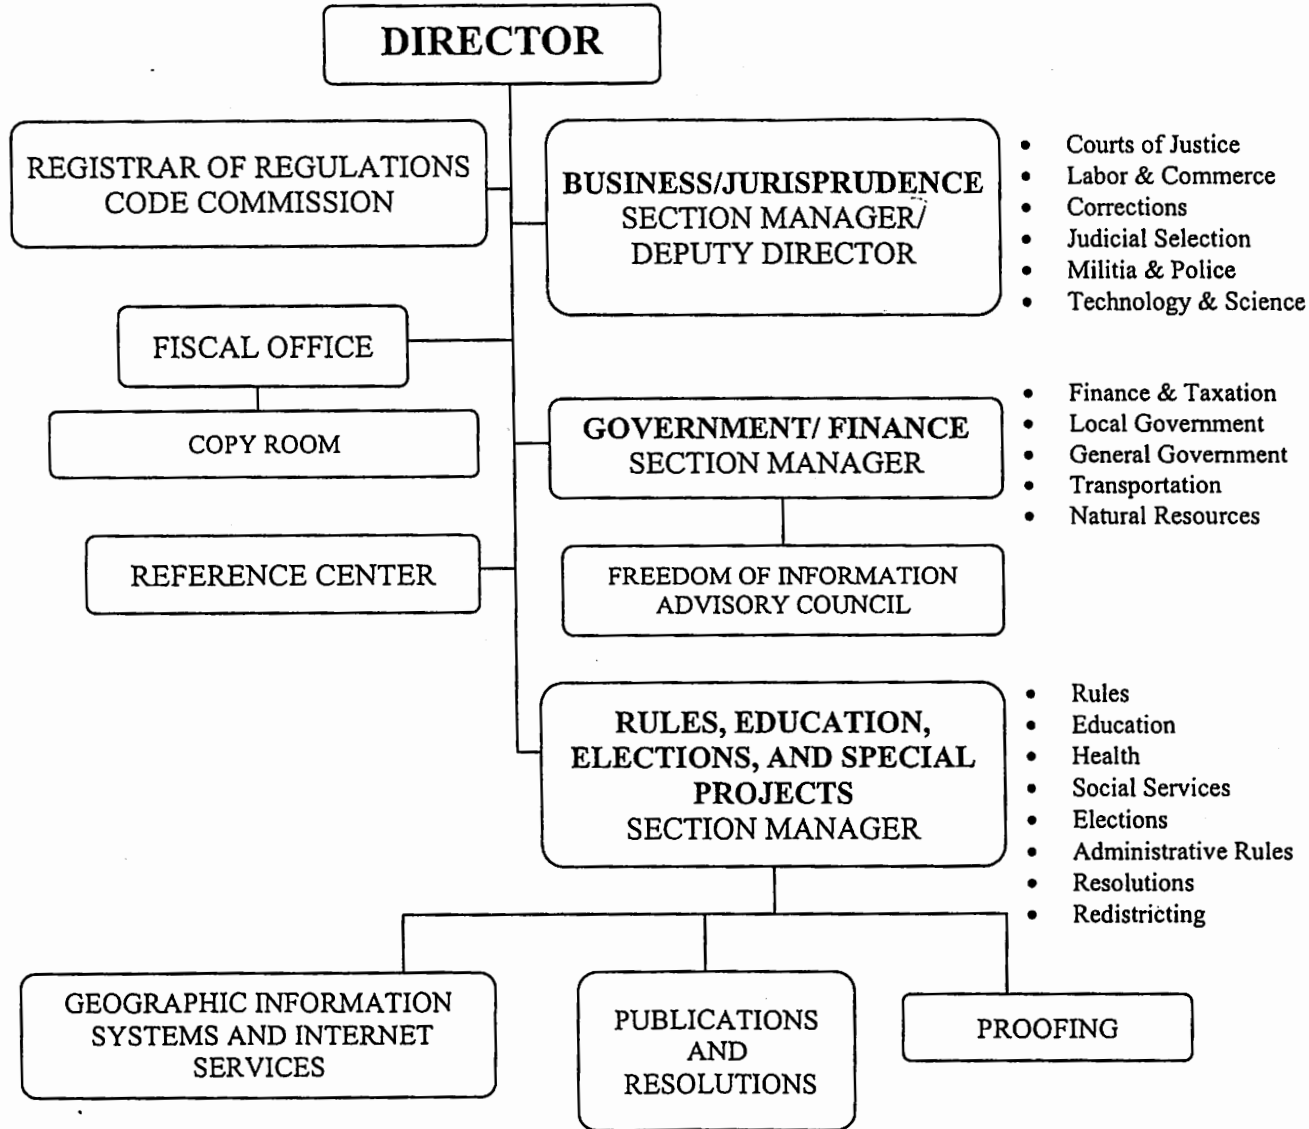 DIRECTOR
REGISTRAR OF REGULATIONS
CODE COMMISSION
BUSINESS/JURISPRUDENCE
SECTION MANAGER/
DEPUTY DIRECTOR
• Courts of Justice
• Labor & Commerce
• Corrections
• Judicial Selection
• Militia & Police
• Technology & Science
FISCAL OFFICE
COPY ROOM
GOVERNMENT/ FINANCE
SECTION MANAGER
• Finance & Taxation
• Local Government
• General Government
• Transportation
• Natural Resources
REFERENCE CENTER
FREEDOM OF INFORMATION
ADVISORY COUNCIL
RULES, EDUCATION,
ELECTIONS, AND SPECIAL
PROJECTS
SECTION MANAGER
• Rules
• Education
• Health
• Social Services
• Elections
• Administrative Rules
• Resolutions
• Redistricting
GEOGRAPHIC INFORMATION
SYSTEMS AND INTERNET
SERVICES
PUBLICATIONS
AND
RESOLUTIONS
PROOFING